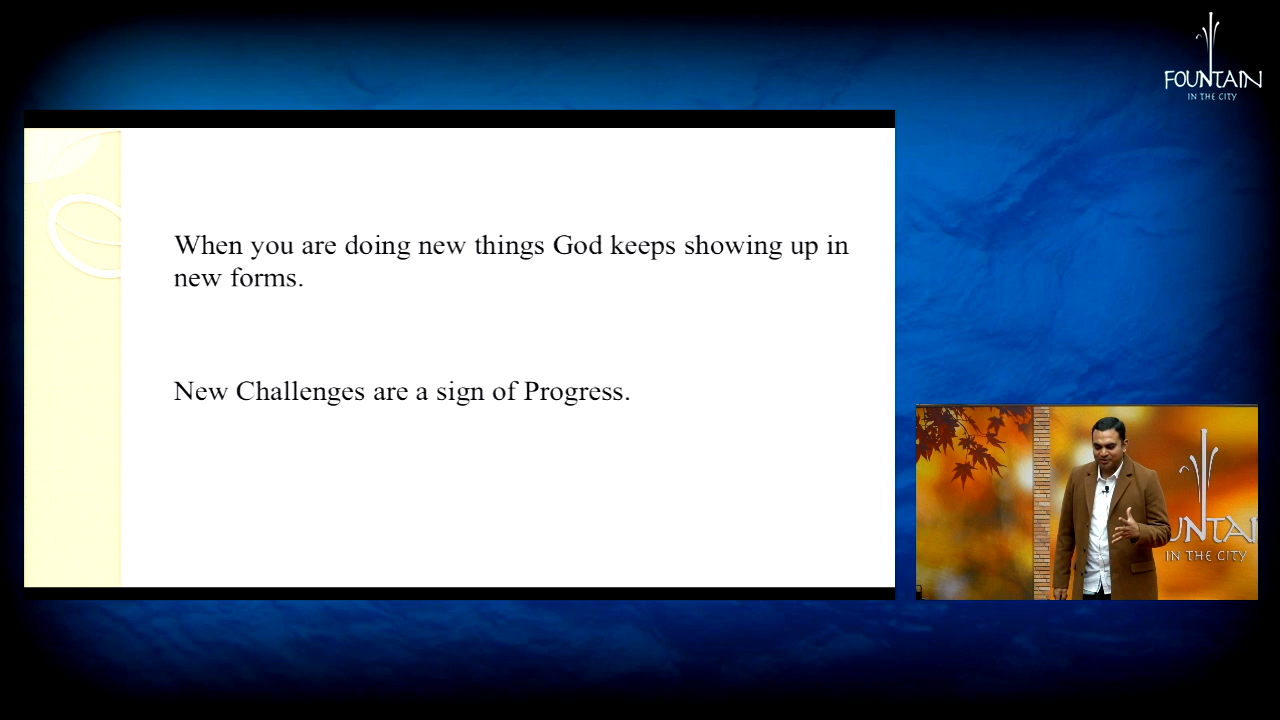 FOUNTAIN
IN THE CITY
When you are doing new things God keeps showing up in
new forms.
New Challenges are a sign of Progress.
UNTAI
IN THE CITY